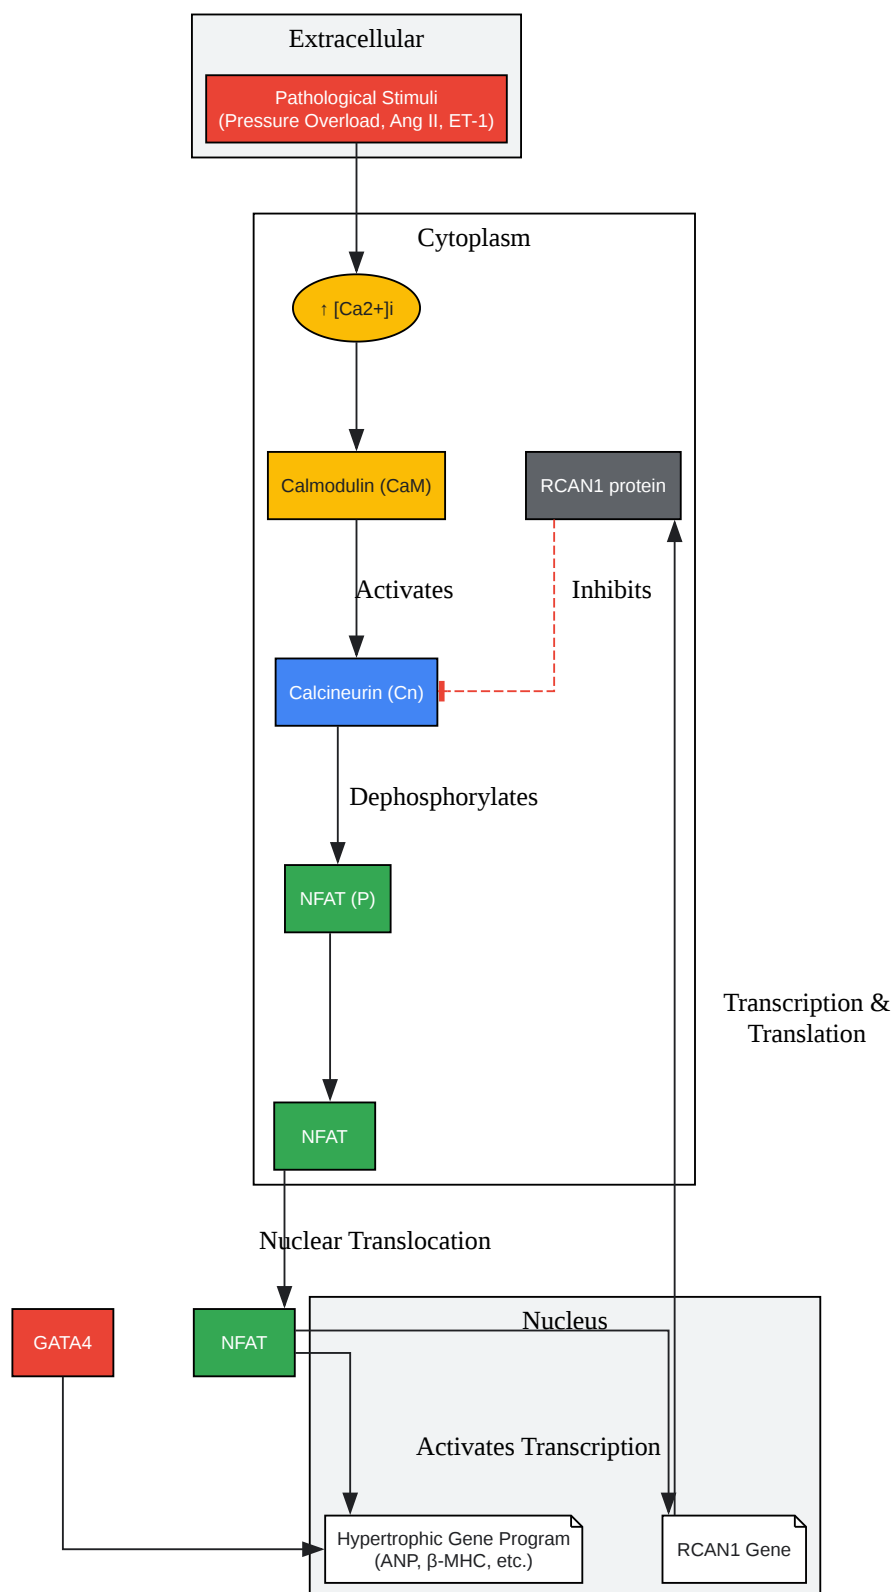 Extracellular
Pathological Stimuli
(Pressure Overload, Ang II, ET-1)
Cytoplasm
↑ [Ca2+]i
Calmodulin (CaM)
RCAN1 protein
Activates
Inhibits
Calcineurin (Cn)
Dephosphorylates
NFAT (P)
Transcription &
Translation
NFAT
Nuclear Translocation
Nucleus
GATA4
NFAT
Activates Transcription
Hypertrophic Gene Program
(ANP, β-MHC, etc.)
RCAN1 Gene